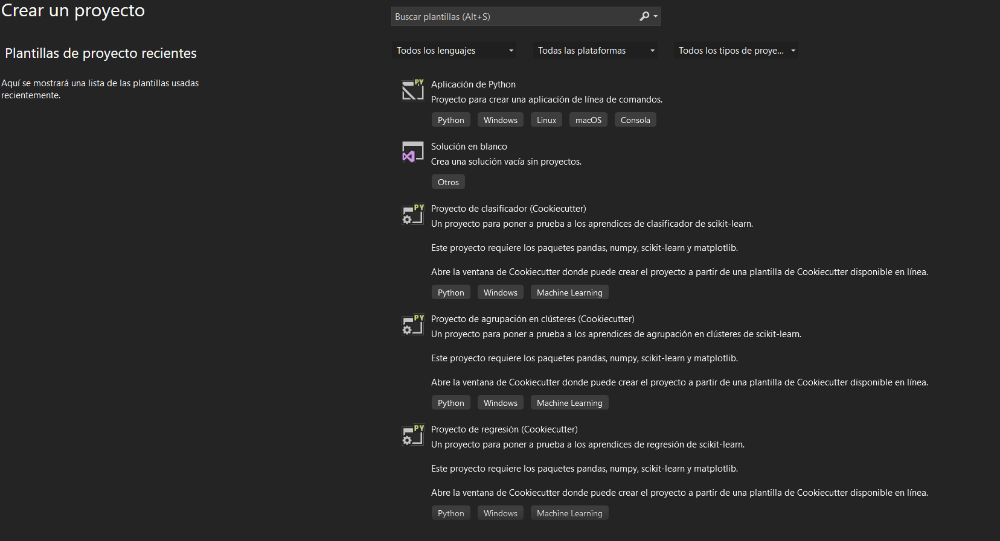 Crear un proyecto
Buscar plantillas (Alt+S)
Plantillas de proyecto recientes
Aquí se mostrará una lista de las plantillas usadas
recientemente.
Todos los lenguajes
Todas las plataformas
Todos los tipos de proye...
PY
Aplicación de Python
Proyecto para crear una aplicación de línea de comandos.
Python Windows Linux macOS Consola
Solución en blanco
Crea una solución vacía sin proyectos.
Otros
PY
Proyecto de clasificador (Cookiecutter)
Un proyecto para poner a prueba a los aprendices de clasificador de scikit-learn.
Este proyecto requiere los paquetes pandas, numpy, scikit-learn y matplotlib.
Abre la ventana de Cookiecutter donde puede crear el proyecto a partir de una plantilla de Cookiecutter disponible en línea.
Python Windows Machine Learning
PY
Proyecto de agrupación en clústeres (Cookiecutter)
Un proyecto para poner a prueba a los aprendices de agrupación en clústeres de scikit-learn.
Este proyecto requiere los paquetes pandas, numpy, scikit-learn y matplotlib.
Abre la ventana de Cookiecutter donde puede crear el proyecto a partir de una plantilla de Cookiecutter disponible en línea.
Python Windows Machine Learning
PY
Proyecto de regresión (Cookiecutter)
Un proyecto para poner a prueba a los aprendices de regresión de scikit-learn.
Este proyecto requiere los paquetes pandas, numpy, scikit-learn y matplotlib.
Abre la ventana de Cookiecutter donde puede crear el proyecto a partir de una plantilla de Cookiecutter disponible en línea.
Python Windows Machine Learning